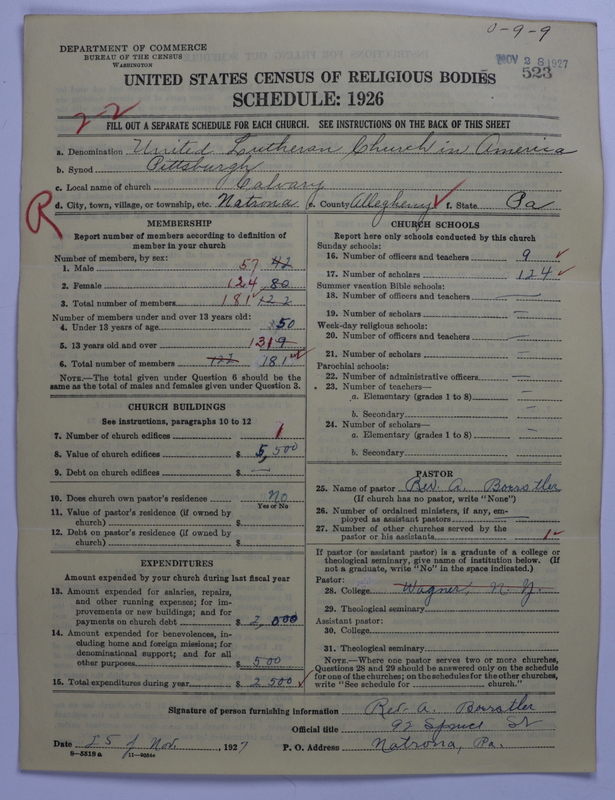 0-9-9
DEPARTMENT OF COMMERCE
BUREAU OF THE CENSUS
WASHINGTON
NOV 28 1927
523
UNITED STATES CENSUS OF RELIGIOUS BODIES
SCHEDULE: 1926
2-2
FILL OUT A SEPARATE SCHEDULE FOR EACH CHURCH. SEE INSTRUCTIONS ON THE BACK OF THIS SHEET
a. Denomination United Lutheran Church in America
b. Synod Pittsburgh
c. Local name of church Calvary
R
d. City, town, village, or township, etc. Natrona e. County Allegheny f. State Pa
MEMBERSHIP
Report number of members according to definition of
member in your church
Number of members, by sex:
1. Male 57 42
2. Female 124 80
3. Total number of members 181 122
Number of members under and over 13 years old:
4. Under 13 years of age 50
5. 13 years old and over 131
6. Total number of members 122 181
NOTE.—The total given under Question 6 should be the
same as the total of males and females given under Question 3.
CHURCH BUILDINGS
See instructions, paragraphs 10 to 12
7. Number of church edifices 1
8. Value of church edifices $ 5,500
9. Debt on church edifices $ —
10. Does church own pastor's residence No
Yes or No
11. Value of pastor's residence (if owned by
church) $
12. Debt on pastor's residence (if owned by
church) $
EXPENDITURES
Amount expended by your church during last fiscal year
13. Amount expended for salaries, repairs,
and other running expenses; for im-
provements or new buildings; and for
payments on church debt $ 2,000
14. Amount expended for benevolences, in-
cluding home and foreign missions; for
denominational support; and for all
other purposes $ 500
15. Total expenditures during year $ 2500
CHURCH SCHOOLS
Report here only schools conducted by this church
Sunday schools:
16. Number of officers and teachers 9
17. Number of scholars 124
Summer vacation Bible schools:
18. Number of officers and teachers —
19. Number of scholars —
Week-day religious schools:
20. Number of officers and teachers —
21. Number of scholars —
Parochial schools:
22. Number of administrative officers —
23. Number of teachers—
a. Elementary (grades 1 to 8) —
b. Secondary —
24. Number of scholars—
a. Elementary (grades 1 to 8) —
b. Secondary
PASTOR
25. Name of pastor Rev. A. Borstler
(If church has no pastor, write "None")
26. Number of ordained ministers, if any, em-
ployed as assistant pastors —
27. Number of other churches served by the
pastor or his assistants 1
If pastor (or assistant pastor) is a graduate of a college or
theological seminary, give name of institution below. (If
not a graduate, write "No" in the space indicated.)
Pastor:
28. College Wagner, N.Y.
29. Theological seminary
Assistant pastor:
30. College
31. Theological seminary
NOTE.—Where one pastor serves two or more churches,
Questions 28 and 29 should be answered only on the schedule
for one of the churches; on the schedules for the other churches,
write "See schedule for church."
Signature of person furnishing information Rev. A. Borstler
Official title 92 Spruce St
Date 25 of Nov., 1927 P. O. Address Natrona, Pa.
8-5518a 11-9034